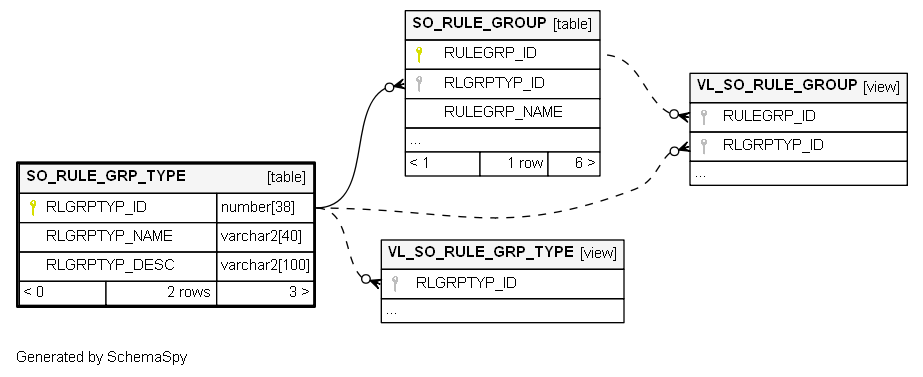 SO_RULE_GROUP [table]
RULEGRP_ID
RLGRPTYP_ID
RULEGRP_NAME
...
< 1 1 row 6 >
VL_SO_RULE_GROUP [view]
RULEGRP_ID
RLGRPTYP_ID
...
SO_RULE_GRP_TYPE [table]
RLGRPTYP_ID number[38]
RLGRPTYP_NAME varchar2[40]
RLGRPTYP_DESC varchar2[100]
< 0 2 rows 3 >
VL_SO_RULE_GRP_TYPE [view]
RLGRPTYP_ID
...
Generated by SchemaSpy